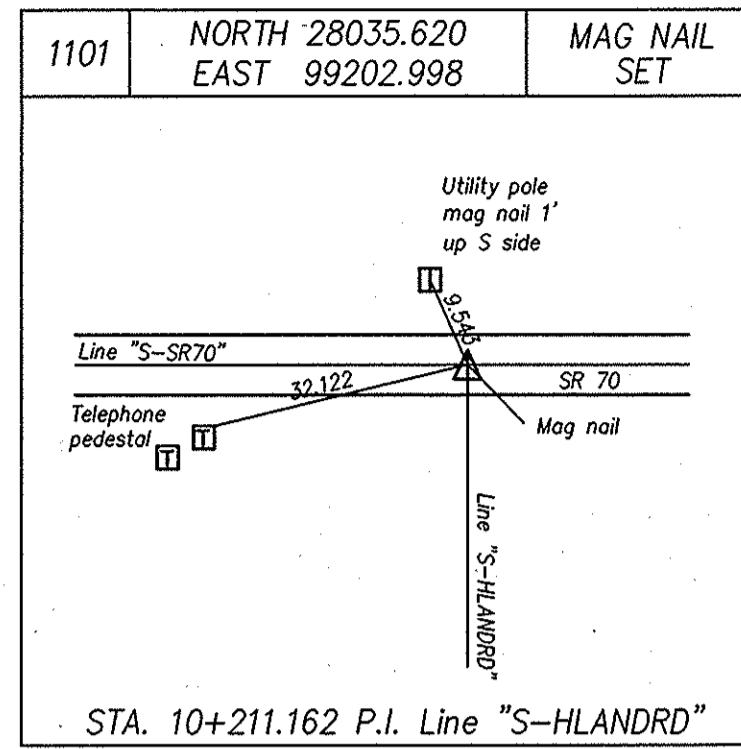 1101
NORTH 28035.620
EAST 99202.998
MAG NAIL
SET
Utility pole
mag nail 1'
up S side
9.543
Line "S-SR70"
32.122
SR 70
Telephone
pedestal
T
T
Mag nail
Line "S-HLANDRD"
STA. 10+211.162 P.I. Line "S-HLANDRD"